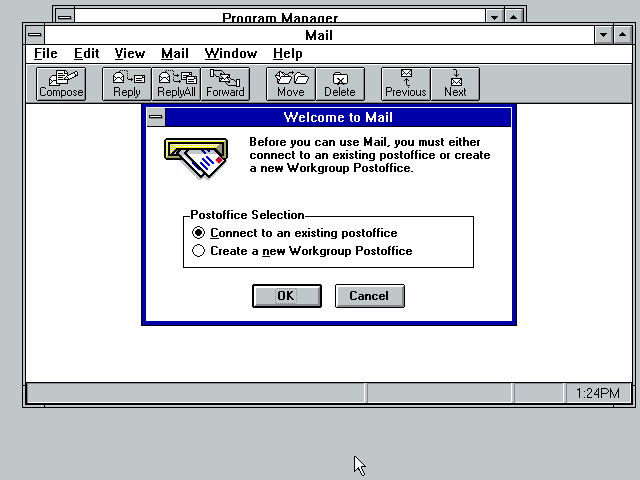 Program Manager
Mail
File Edit View Mail Window Help
Compose Reply ReplyAll Forward Move Delete Previous Next
Welcome to Mail
Before you can use Mail, you must either
connect to an existing postoffice or create
a new Workgroup Postoffice.
Postoffice Selection
Connect to an existing postoffice
Create a new Workgroup Postoffice
OK Cancel
1:24PM